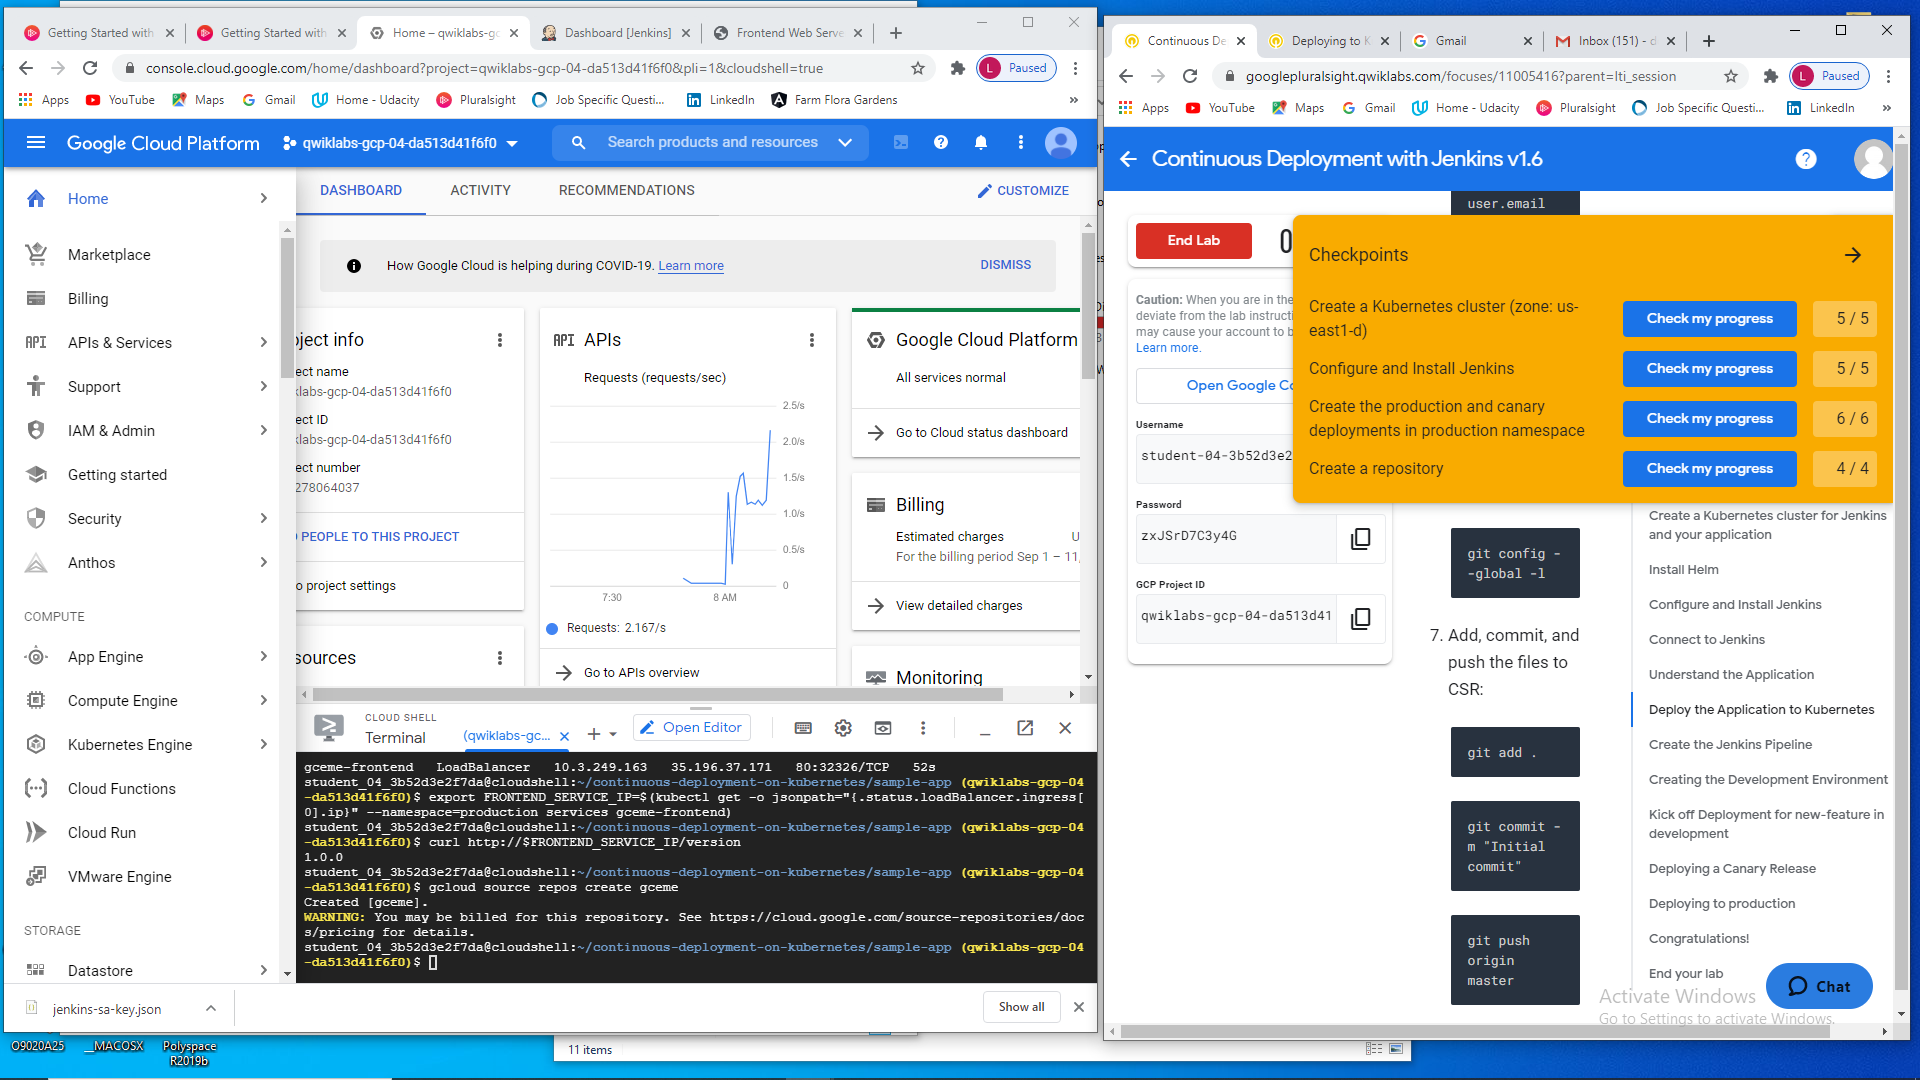 Getting Started with
Getting Started with
Home – qwiklabs-gc
Dashboard [Jenkins]
Frontend Web Serve
console.cloud.google.com/home/dashboard?project=qwiklabs-gcp-04-da513d41f6f0&pli=1&cloudshell=true
L Paused
Apps
YouTube
Maps
Gmail
Home - Udacity
Pluralsight
Job Specific Questi...
LinkedIn
Farm Flora Gardens
»
Google Cloud Platform
qwiklabs-gcp-04-da513d41f6f0
Search products and resources
Home
Marketplace
Billing
APIs & Services
Support
IAM & Admin
Getting started
Security
Anthos
COMPUTE
App Engine
Compute Engine
Kubernetes Engine
Cloud Functions
Cloud Run
VMware Engine
STORAGE
Datastore
DASHBOARD
ACTIVITY
RECOMMENDATIONS
CUSTOMIZE
How Google Cloud is helping during COVID-19. Learn more
DISMISS
ject info
ect name
klabs-gcp-04-da513d41f6f0
ect ID
klabs-gcp-04-da513d41f6f0
ect number
278064037
PEOPLE TO THIS PROJECT
o project settings
sources
API APIs
Requests (requests/sec)
2.5/s
2.0/s
1.5/s
1.0/s
0.5/s
0
7:30
8 AM
Requests: 2.167/s
Go to APIs overview
Google Cloud Platform
All services normal
Go to Cloud status dashboard
Billing
Estimated charges
U
For the billing period Sep 1 – 11,
View detailed charges
Monitoring
CLOUD SHELL
Terminal
(qwiklabs-gc...
Open Editor
gceme-frontend LoadBalancer 10.3.249.163 35.196.37.171 80:32326/TCP 52s
student_04_3b52d3e2f7da@cloudshell:~/continuous-deployment-on-kubernetes/sample-app (qwiklabs-gcp-04
-da513d41f6f0)$ export FRONTEND_SERVICE_IP=$(kubectl get -o jsonpath="{.status.loadBalancer.ingress[
0].ip}" --namespace=production services gceme-frontend)
student_04_3b52d3e2f7da@cloudshell:~/continuous-deployment-on-kubernetes/sample-app (qwiklabs-gcp-04
-da513d41f6f0)$ curl http://$FRONTEND_SERVICE_IP/version
1.0.0
student_04_3b52d3e2f7da@cloudshell:~/continuous-deployment-on-kubernetes/sample-app (qwiklabs-gcp-04
-da513d41f6f0)$ gcloud source repos create gceme
Created [gceme].
WARNING: You may be billed for this repository. See https://cloud.google.com/source-repositories/doc
s/pricing for details.
student_04_3b52d3e2f7da@cloudshell:~/continuous-deployment-on-kubernetes/sample-app (qwiklabs-gcp-04
-da513d41f6f0)$
jenkins-sa-key.json
Show all
O9020A25
__MACOSX
Polyspace
R2019b
11 items
Continuous De
Deploying to K
Gmail
Inbox (151) - d
googlepluralsight.qwiklabs.com/focuses/11005416?parent=lti_session
L Paused
Apps
YouTube
Maps
Gmail
Home - Udacity
Pluralsight
Job Specific Questi...
LinkedIn
»
Continuous Deployment with Jenkins v1.6
End Lab
0
Caution: When you are in the
deviate from the lab instructi
may cause your account to b
Learn more.
Open Google Co
Username
student-04-3b52d3e2
Password
zxJSrD7C3y4G
GCP Project ID
qwiklabs-gcp-04-da513d41
user.email
Checkpoints
Create a Kubernetes cluster (zone: us-
east1-d)
Check my progress
5 / 5
Configure and Install Jenkins
Check my progress
5 / 5
Create the production and canary
deployments in production namespace
Check my progress
6 / 6
Create a repository
Check my progress
4 / 4
git config -
-global -l
7. Add, commit, and
push the files to
CSR:
git add .
git commit -
m "Initial
commit"
git push
origin
master
Create a Kubernetes cluster for Jenkins
and your application
Install Helm
Configure and Install Jenkins
Connect to Jenkins
Understand the Application
Deploy the Application to Kubernetes
Create the Jenkins Pipeline
Creating the Development Environment
Kick off Deployment for new-feature in
development
Deploying a Canary Release
Deploying to production
Congratulations!
End your lab
Chat
Activate Windows
Go to Settings to activate Windows.